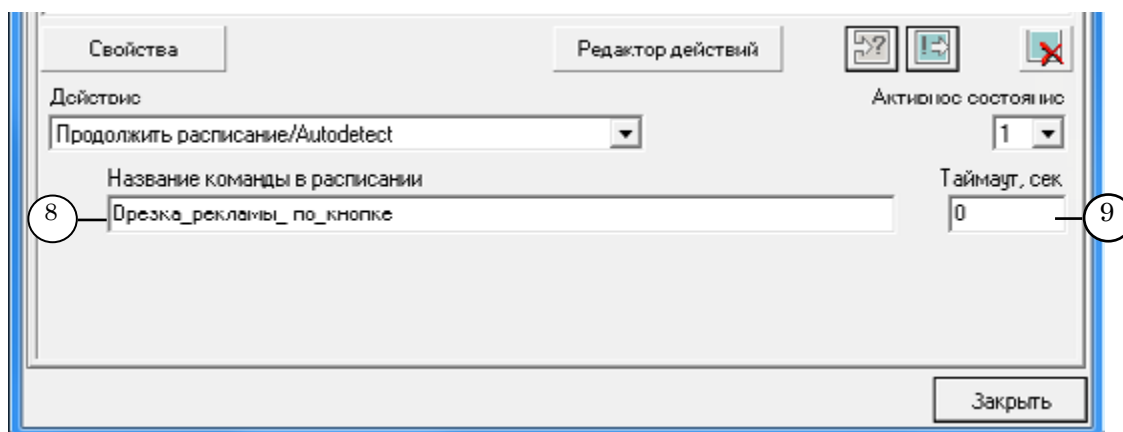 Свойства
Редактор действий
Действие
Активное состояние
Продолжить расписание/Autodetect
1
Название команды в расписании
Таймаут, сек
8
Врезка_рекламы_ по_кнопке
0
9
Закрыть